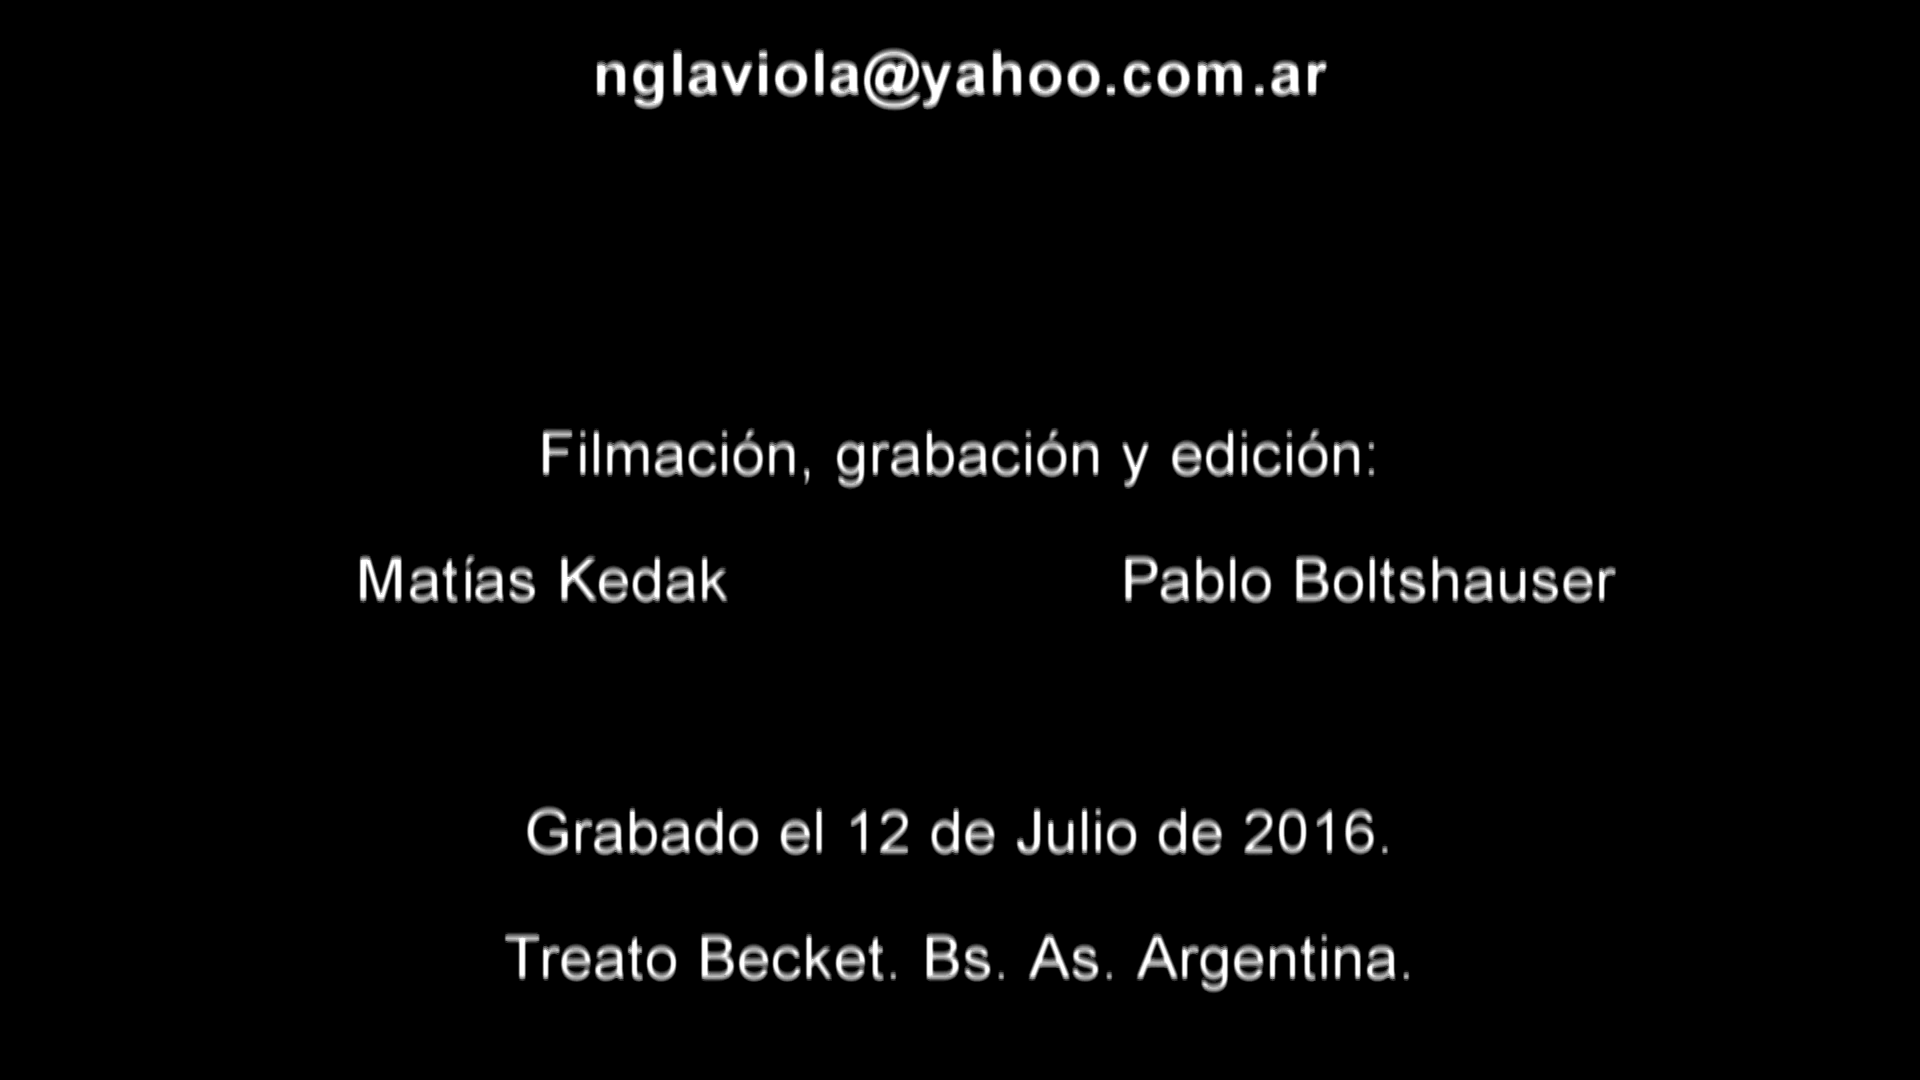 nglaviola@yahoo.com.ar
Filmación, grabación y edición:
Matías Kedak Pablo Boltshauser
Grabado el 12 de Julio de 2016.
Treato Becket. Bs. As. Argentina.